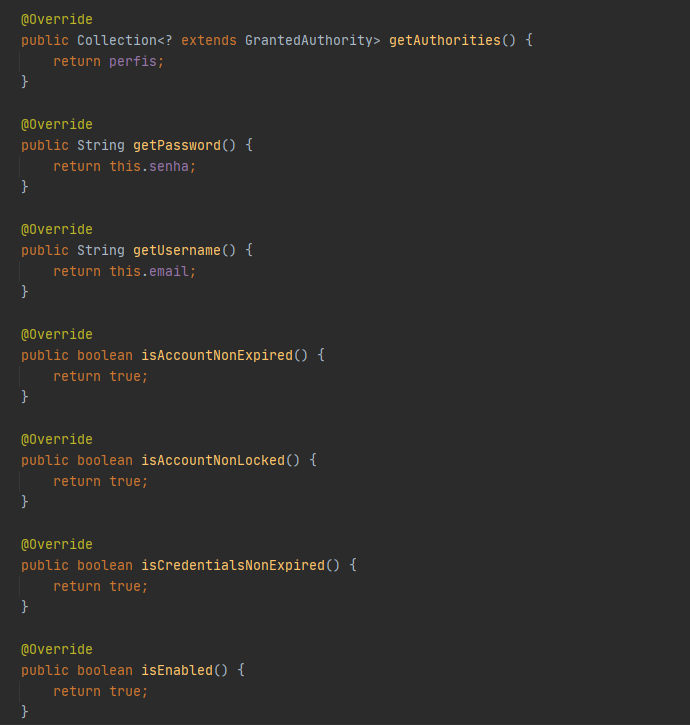 @Override
public Collection<? extends GrantedAuthority> getAuthorities() {
    return perfis;
}

@Override
public String getPassword() {
    return this.senha;
}

@Override
public String getUsername() {
    return this.email;
}

@Override
public boolean isAccountNonExpired() {
    return true;
}

@Override
public boolean isAccountNonLocked() {
    return true;
}

@Override
public boolean isCredentialsNonExpired() {
    return true;
}

@Override
public boolean isEnabled() {
    return true;
}